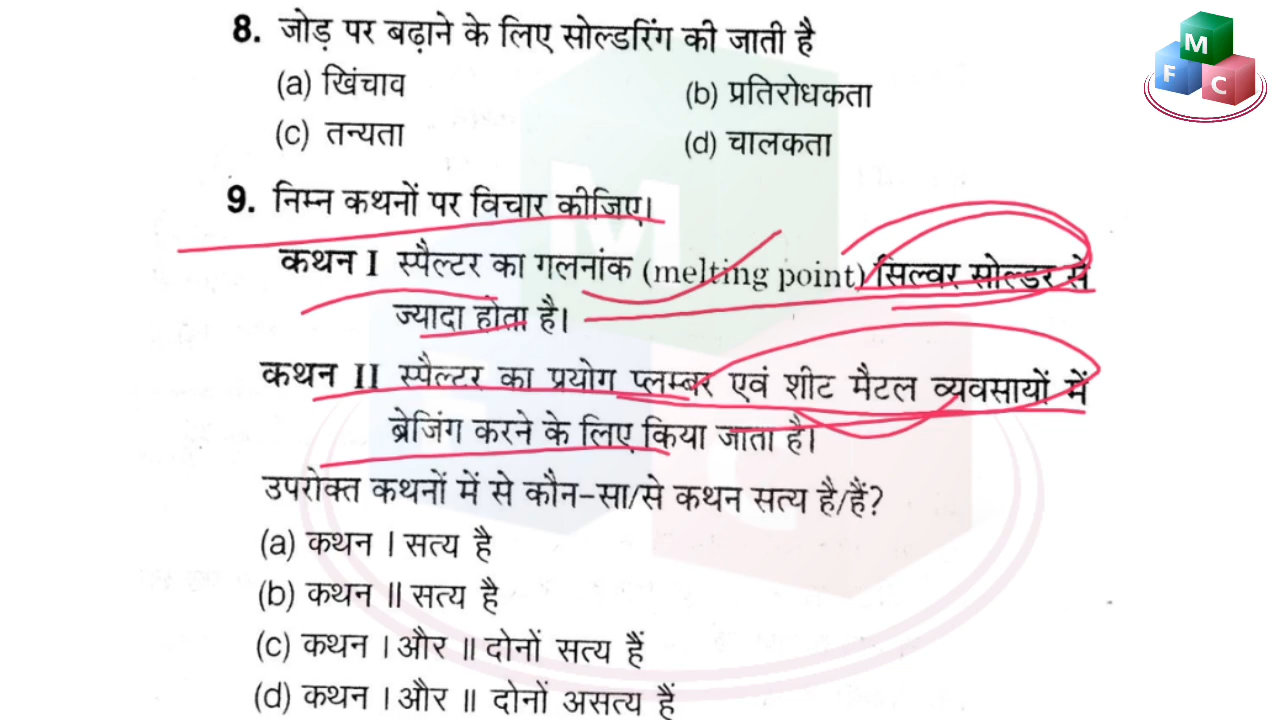 8. जोड़ पर बढ़ाने के लिए सोल्डरिंग की जाती है
(a) खिंचाव (b) प्रतिरोधकता
(c) तन्यता (d) चालकता
9. निम्न कथनों पर विचार कीजिए।
कथन I स्पैल्टर का गलनांक (melting point) सिल्वर सोल्डर से
ज्यादा होता है।
कथन II स्पैल्टर का प्रयोग प्लम्बर एवं शीट मैटल व्यवसायों में
ब्रेजिंग करने के लिए किया जाता है।
उपरोक्त कथनों में से कौन-सा/से कथन सत्य है/हैं?
(a) कथन I सत्य है
(b) कथन II सत्य है
(c) कथन I और II दोनों सत्य हैं
(d) कथन I और II दोनों असत्य हैं
M
F C
M
F C